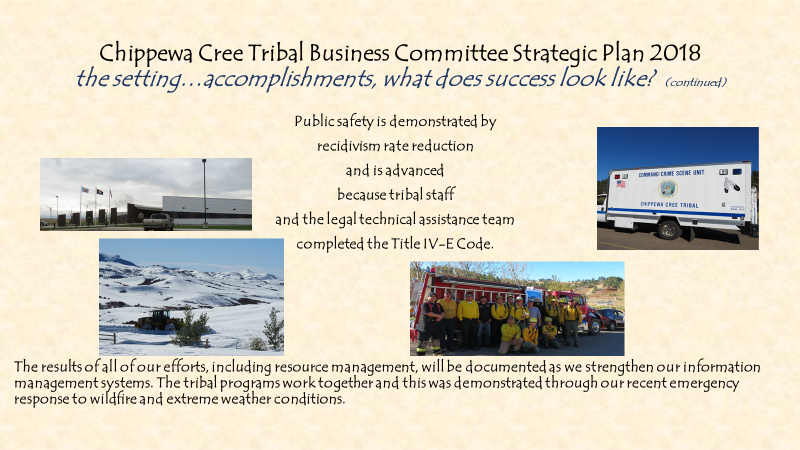 Chippewa Cree Tribal Business Committee Strategic Plan 2018
the setting…accomplishments, what does success look like? (continued)
Public safety is demonstrated by
recidivism rate reduction
and is advanced
because tribal staff
and the legal technical assistance team
completed the Title IV-E Code.
COMMAND/CRIME SCENE UNIT
CHIPPEWA CREE TRIBAL
The results of all of our efforts, including resource management, will be documented as we strengthen our information
management systems. The tribal programs work together and this was demonstrated through our recent emergency
response to wildfire and extreme weather conditions.